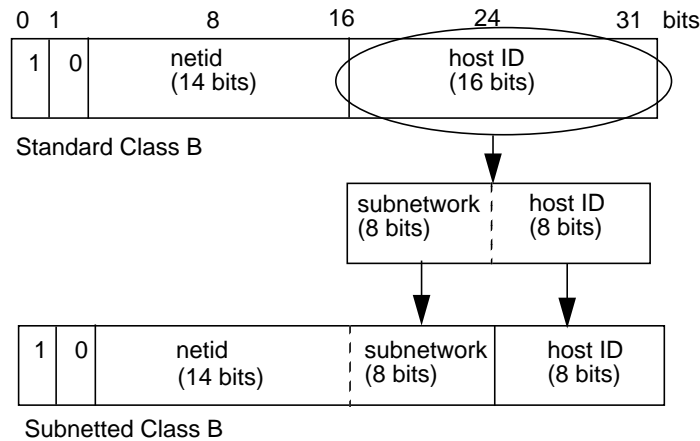 0 1 8 16 24 31 bits
1 0 netid host ID
(14 bits) (16 bits)
Standard Class B
subnetwork host ID
(8 bits) (8 bits)
1 0 netid subnetwork host ID
(14 bits) (8 bits) (8 bits)
Subnetted Class B